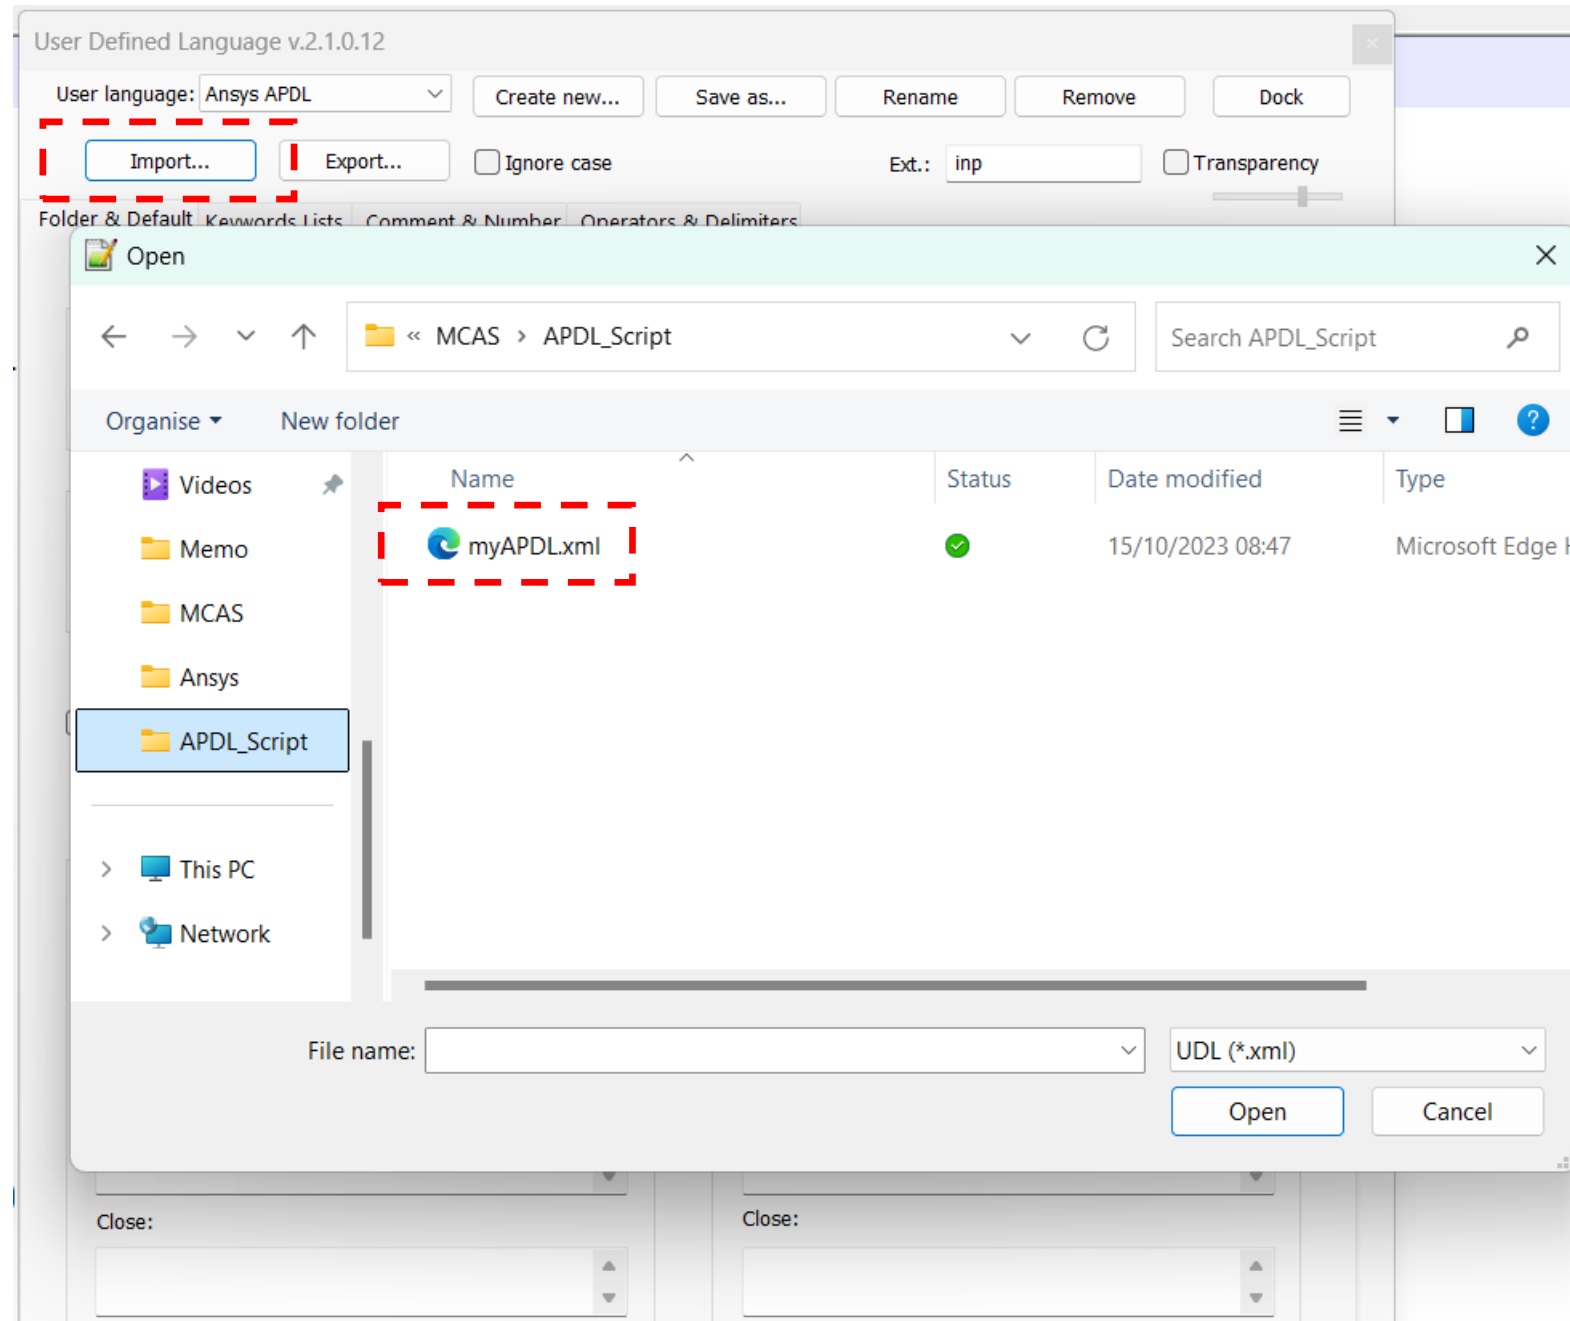 User Defined Language v.2.1.0.12
User language: Ansys APDL Create new... Save as... Rename Remove Dock
Import... Export... Ignore case Ext.: inp Transparency
Folder & Default Keywords Lists Comment & Number Operators & Delimiters
Open
« MCAS > APDL_Script Search APDL_Script
Organise New folder
Name Status Date modified Type
Videos
myAPDL.xml 15/10/2023 08:47 Microsoft Edge
Memo
MCAS
Ansys
APDL_Script
This PC
Network
File name: UDL (*.xml)
Open Cancel
Close: Close: